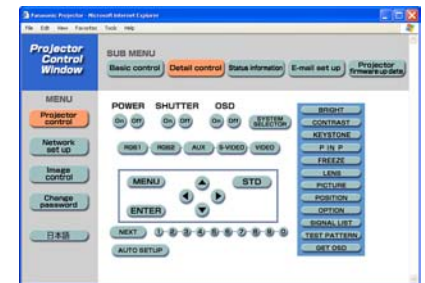 Panasonic Projector - Microsoft Internet Explorer
File Edit View Favorites Tools Help
Projector
Control
Window
SUB MENU
Basic control Detail control Status information E-mail set up Projector firmware update
MENU
Projector
control
Network
set up
Image
control
Change
password
日本語
POWER SHUTTER OSD
On Off On Off On Off SYSTEM SELECTOR
RGB1 RGB2 AUX S-VIDEO VIDEO
MENU STD
ENTER
NEXT 1 2 3 4 5 6 7 8 9 0
AUTO SETUP
BRIGHT
CONTRAST
KEYSTONE
P IN P
FREEZE
LENS
PICTURE
POSITION
OPTION
SIGNAL LIST
TEST PATTERN
GET OSD